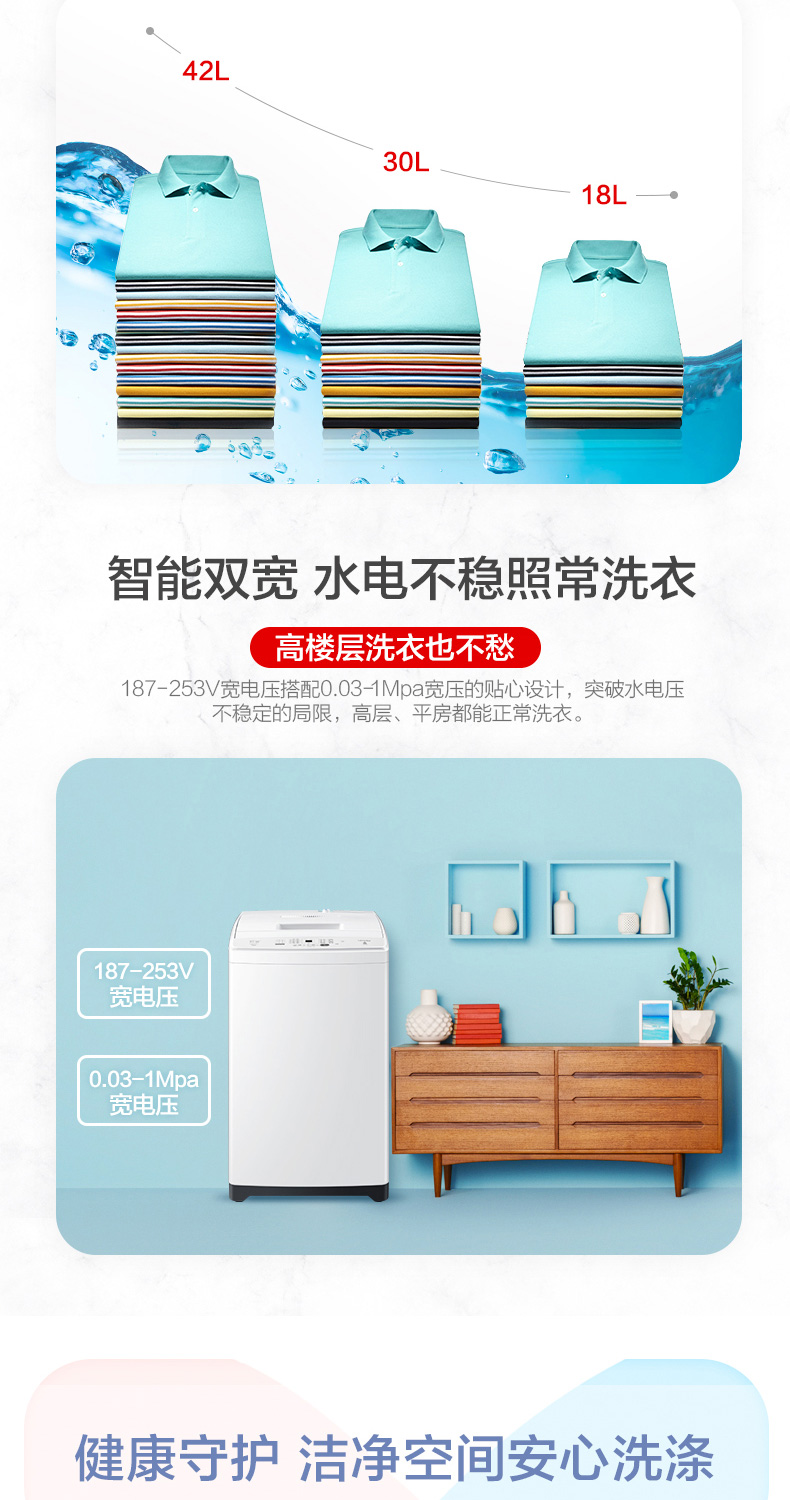 42L
30L
18L
智能双宽 水电不稳照常洗衣
高楼层洗衣也不愁
187-253V宽电压搭配0.03-1Mpa宽压的贴心设计，突破水电压
不稳定的局限，高层、平房都能正常洗衣。
187-253V
宽电压
0.03-1Mpa
宽电压
健康守护 洁净空间安心洗涤